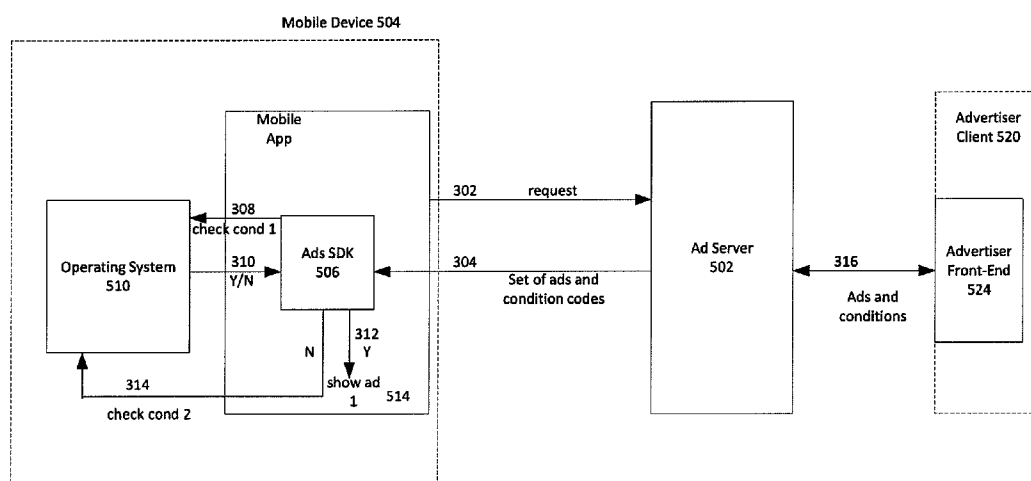 Mobile Device 504
Mobile
App
Advertiser
Client 520
302
request
308
check cond 1
Operating System
510
310
Y/N
Ads SDK
506
304
Set of ads and
condition codes
Ad Server
502
316
Ads and
conditions
Advertiser
Front-End
524
N
312
Y
314
check cond 2
show ad
1
514